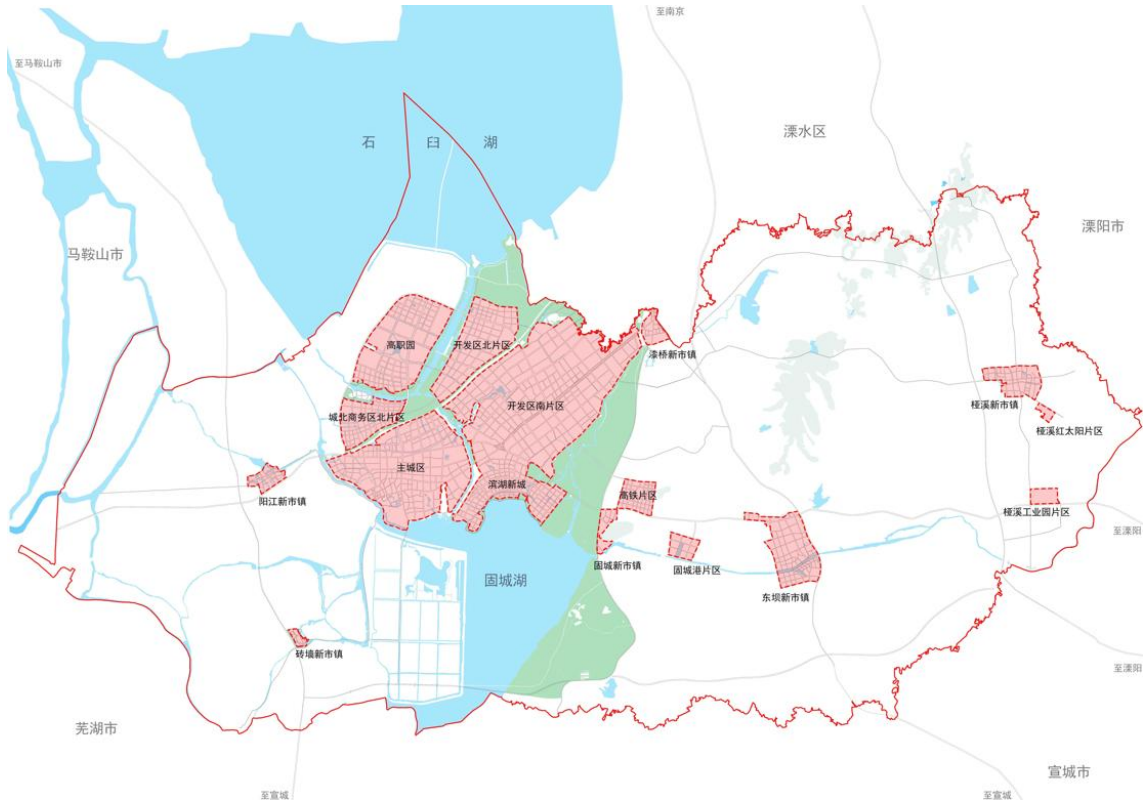 至南京
至马鞍山市
溧水区
石臼湖
溧阳市
马鞍山市
高职园
开发区北片区
漆桥新市镇
桠溪新市镇
开发区南片区
城北商务区北片区
桠溪红太阳片区
主城区
滨湖新城
高铁片区
阳江新市镇
桠溪工业园片区
至溧阳
固城新市镇
固城港片区
固城湖
东坝新市镇
砖墙新市镇
至溧阳
芜湖市
宣城市
至宣城
至宣城